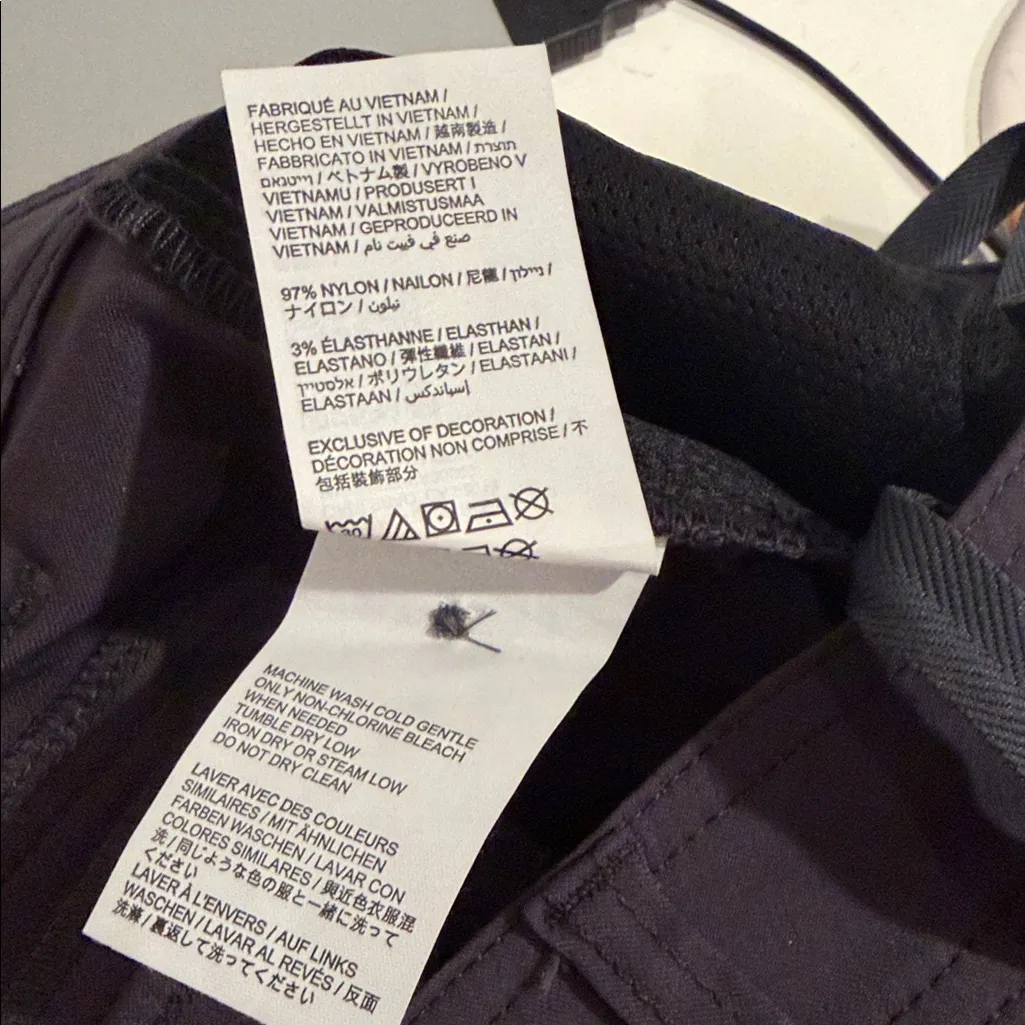 FABRIQUÉ AU VIETNAM /
HERGESTELLT IN VIETNAM /
HECHO EN VIETNAM / 越南製造 /
FABBRICATO IN VIETNAM / תוצרת
וייטנאם / ベトナム製 / VYROBENO V
VIETNAMU / PRODUSERT I
VIETNAM / VALMISTUSMAA
VIETNAM / GEPRODUCEERD IN
VIETNAM / صنع في فييت نام
97% NYLON / NAILON / 尼龍 / ניילון /
ナイロン / نيلون
3% ÉLASTHANNE / ELASTHAN /
ELASTANO / 彈性纖維 / ELASTAN /
אלסטיין / ポリウレタン / ELASTAANI /
ELASTAAN / إسباندكس
EXCLUSIVE OF DECORATION /
DÉCORATION NON COMPRISE / 不
包括裝飾部分
30
MACHINE WASH COLD GENTLE
ONLY NON-CHLORINE BLEACH
WHEN NEEDED
TUMBLE DRY LOW
IRON DRY OR STEAM LOW
DO NOT DRY CLEAN
LAVER AVEC DES COULEURS
SIMILAIRES / MIT ÄHNLICHEN
FARBEN WASCHEN / LAVAR CON
COLORES SIMILARES / 與近色衣服混
洗 / 同じような色の服と一緒に洗って
ください
LAVER À L'ENVERS / AUF LINKS
WASCHEN / LAVAR AL REVÉS / 反面
洗滌 / 裏返して洗ってください